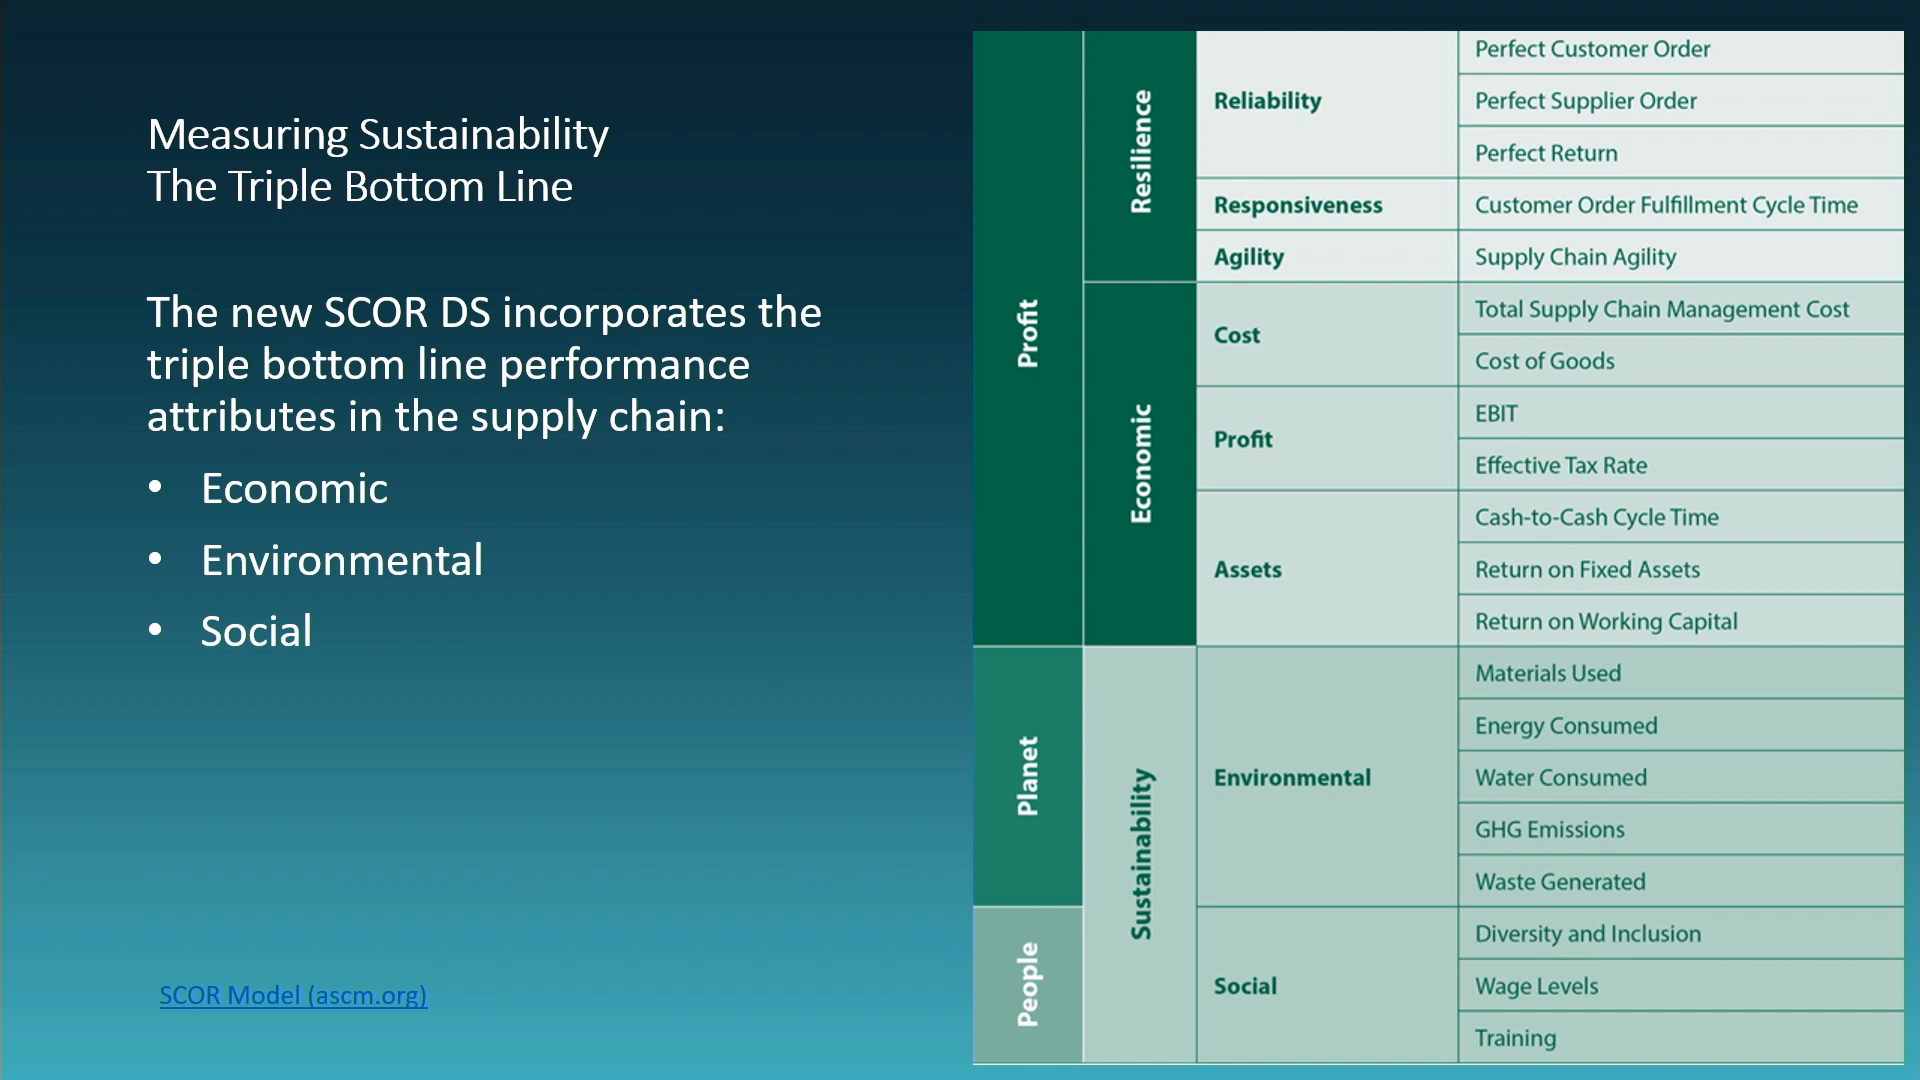 Measuring Sustainability
The Triple Bottom Line
The new SCOR DS incorporates the
triple bottom line performance
attributes in the supply chain:
• Economic
• Environmental
• Social
SCOR Model (ascm.org)
Profit
Resilience
Reliability
Perfect Customer Order
Perfect Supplier Order
Perfect Return
Responsiveness
Customer Order Fulfillment Cycle Time
Agility
Supply Chain Agility
Economic
Cost
Total Supply Chain Management Cost
Cost of Goods
Profit
EBIT
Effective Tax Rate
Assets
Cash-to-Cash Cycle Time
Return on Fixed Assets
Return on Working Capital
Planet
Sustainability
Environmental
Materials Used
Energy Consumed
Water Consumed
GHG Emissions
Waste Generated
People
Social
Diversity and Inclusion
Wage Levels
Training